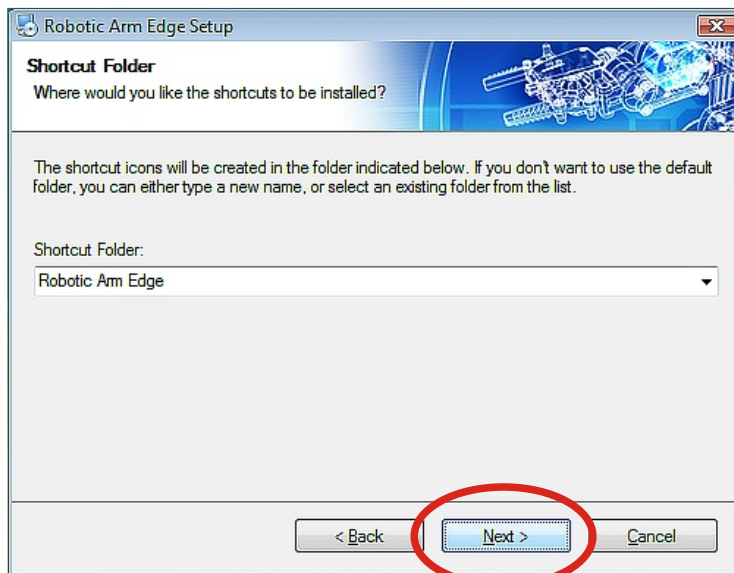 Robotic Arm Edge Setup
Shortcut Folder
Where would you like the shortcuts to be installed?
The shortcut icons will be created in the folder indicated below. If you don't want to use the default
folder, you can either type a new name, or select an existing folder from the list.
Shortcut Folder:
Robotic Arm Edge
< Back Next > Cancel